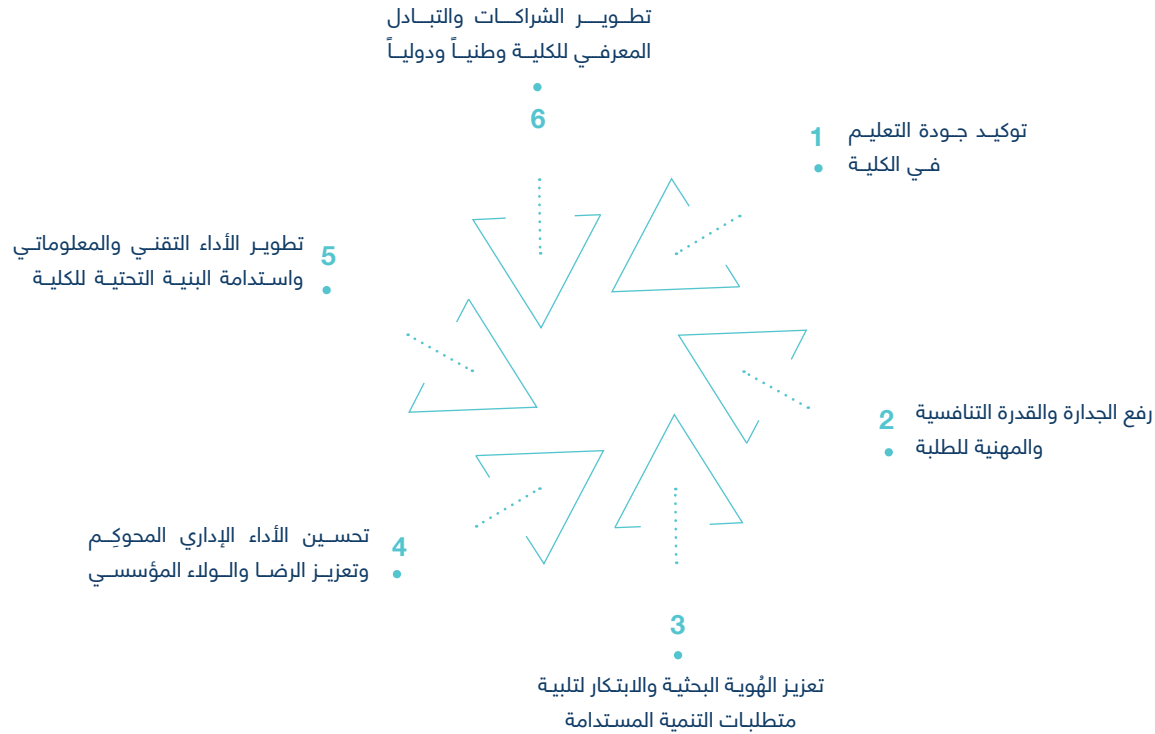 1
توكيد جودة التعليم
في الكلية
2
رفع الجدارة والقدرة التنافسية
والمهنية للطلبة
3
تعزيز الهُوية البحثية والابتكار لتلبية
متطلبات التنمية المستدامة
4
تحسين الأداء الإداري المحوكِم
وتعزيز الرضا والولاء المؤسسي
5
تطوير الأداء التقني والمعلوماتي
واستدامة البنية التحتية للكلية
6
تطوير الشراكات والتبادل
المعرفي للكلية وطنياً ودولياً